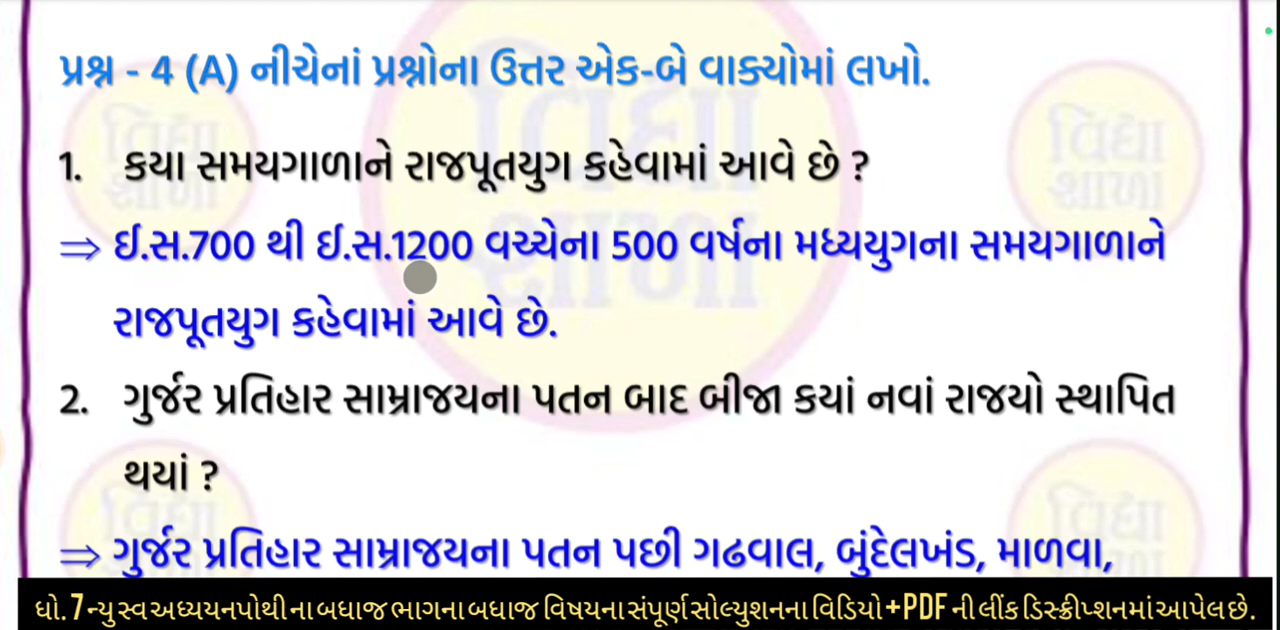 પ્રશ્ન - 4 (A) નીચેનાં પ્રશ્નોના ઉત્તર એક-બે વાક્યોમાં લખો.
1. કયા સમયગાળાને રાજપૂતયુગ કહેવામાં આવે છે ?
⇒ ઈ.સ.700 થી ઈ.સ.1200 વચ્ચેના 500 વર્ષના મધ્યયુગના સમયગાળાને
રાજપૂતયુગ કહેવામાં આવે છે.
2. ગુર્જર પ્રતિહાર સામ્રાજયના પતન બાદ બીજા કયાં નવાં રાજયો સ્થાપિત
થયાં ?
⇒ ગુર્જર પ્રતિહાર સામ્રાજયના પતન પછી ગઢવાલ, બુંદેલખંડ, માળવા,
ધો.7 ન્યુ સ્વઅધ્યયનપોથી ના બધાજ ભાગના બધાજ વિષયના સંપૂર્ણ સોલ્યુશનના વિડિયો + PDF ની લીંક ડિસ્ક્રીપ્શનમાં આપેલ છે.
વિદ્યા
શાળા
વિદ્યા
શાળા
વિદ્યા
શાળા
વિદ્યા
વિદ્યા